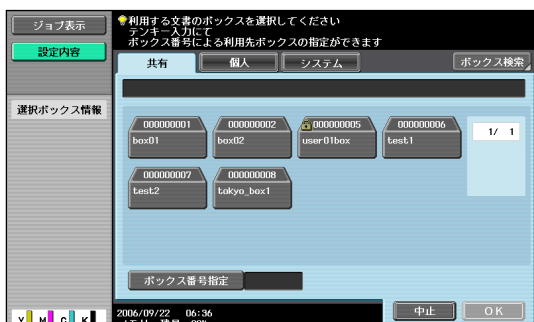 ジョブ表示
設定内容
利用する文書のボックスを選択してください
テンキー入力にて
ボックス番号による利用先ボックスの指定ができます
共有 個人 システム ボックス検索
選択ボックス情報
000000001 000000002 000000005 000000006
box01 box02 user01box test1
1/ 1
000000007 000000008
test2 tokyo_box1
ボックス番号指定
2006/09/22 06:36
中止 OK
Y M C K